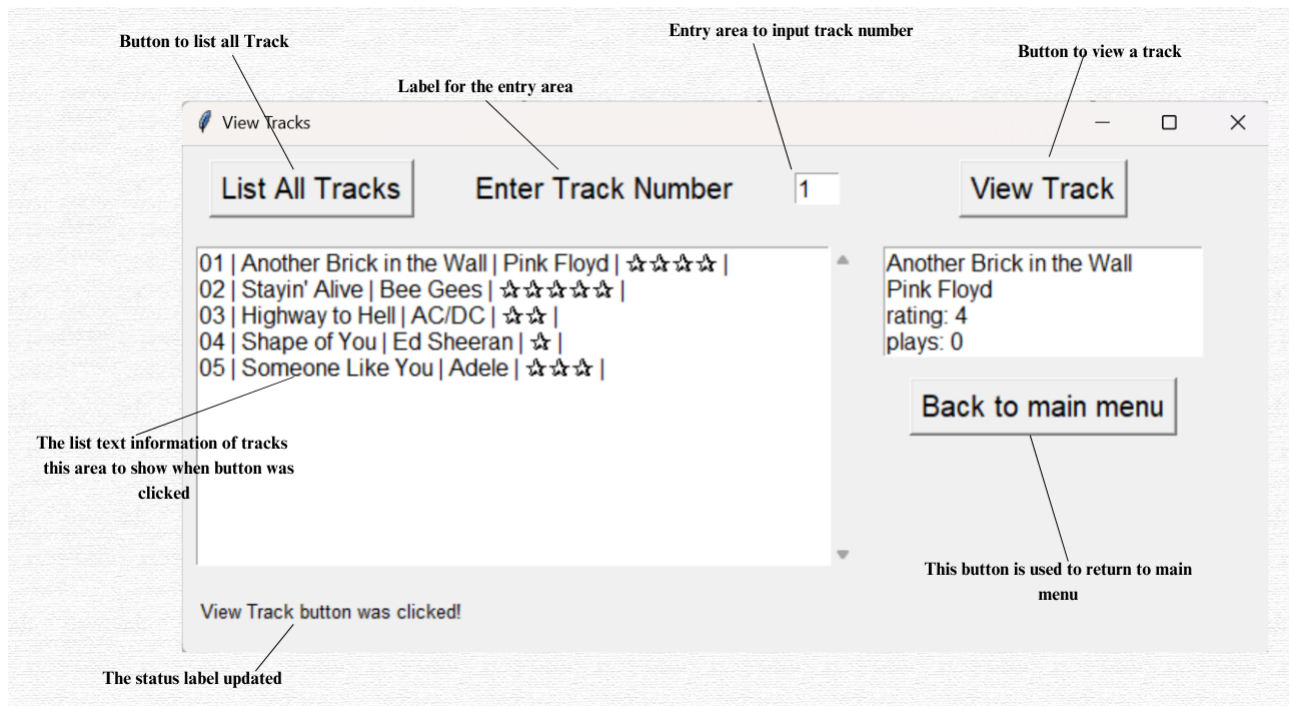 Button to list all Track
Entry area to input track number
Button to view a track
Label for the entry area
View Tracks
List All Tracks
Enter Track Number
1
View Track
01 | Another Brick in the Wall | Pink Floyd | ✰✰✰✰ |
02 | Stayin' Alive | Bee Gees | ✰✰✰✰✰ |
03 | Highway to Hell | AC/DC | ✰✰ |
04 | Shape of You | Ed Sheeran | ✰ |
05 | Someone Like You | Adele | ✰✰✰ |
Another Brick in the Wall
Pink Floyd
rating: 4
plays: 0
Back to main menu
The list text information of tracks
this area to show when button was
clicked
This button is used to return to main
menu
View Track button was clicked!
The status label updated